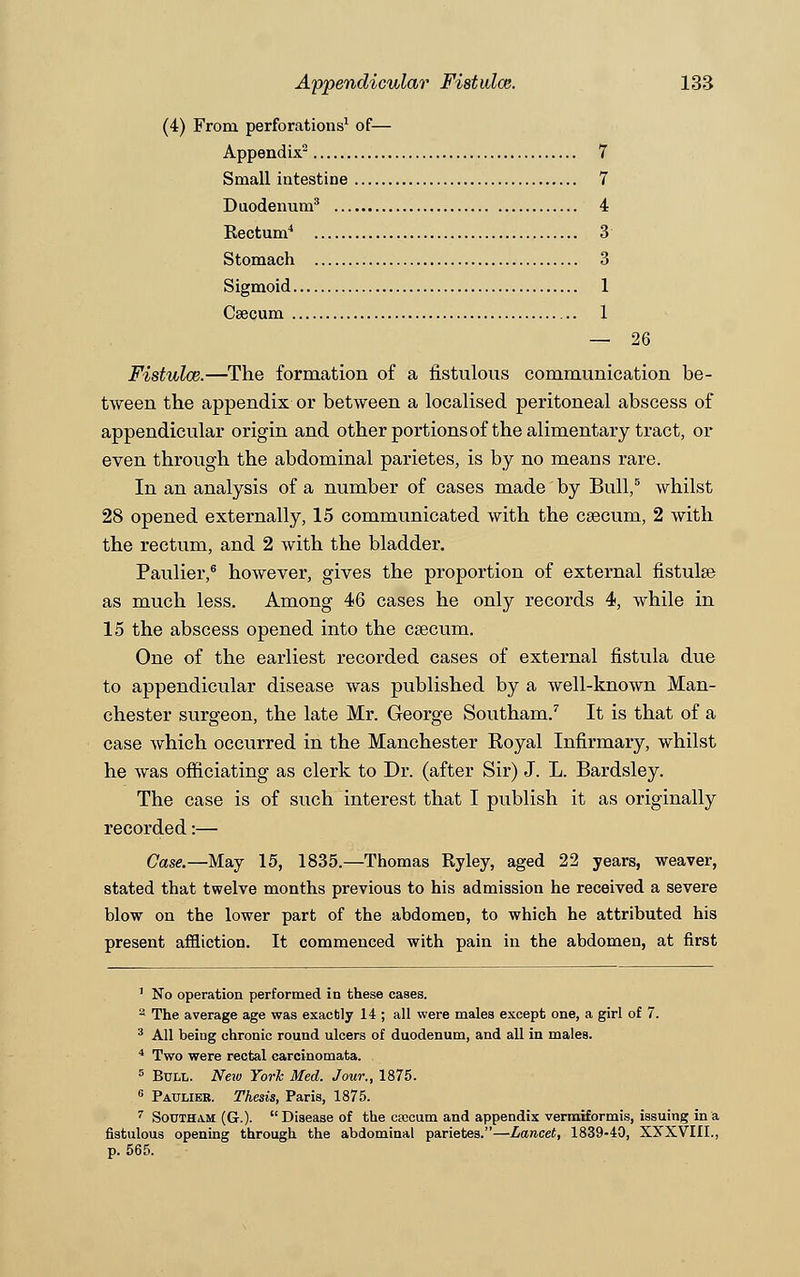 Appendicular Fistulœ. 133
(4) From perforations¹ of—
Appendix² ............ 7
Small intestine ............ 7
Duodenum³ ............ 4
Rectum⁴ ............ 3
Stomach ............ 3
Sigmoid ............ 1
Cæcum ............ 1
— 26
Fistulœ.—The formation of a fistulous communication be-
tween the appendix or between a localised peritoneal abscess of
appendicular origin and other portions of the alimentary tract, or
even through the abdominal parietes, is by no means rare.
In an analysis of a number of cases made by Bull,⁵ whilst
28 opened externally, 15 communicated with the cæcum, 2 with
the rectum, and 2 with the bladder.
Paulier,⁶ however, gives the proportion of external fistulæ
as much less. Among 46 cases he only records 4, while in
15 the abscess opened into the cæcum.
One of the earliest recorded cases of external fistula due
to appendicular disease was published by a well-known Man-
chester surgeon, the late Mr. George Southam.⁷ It is that of a
case which occurred in the Manchester Royal Infirmary, whilst
he was officiating as clerk to Dr. (after Sir) J. L. Bardsley.
The case is of such interest that I publish it as originally
recorded:—
Case.—May 15, 1835.—Thomas Ryley, aged 22 years, weaver,
stated that twelve months previous to his admission he received a severe
blow on the lower part of the abdomen, to which he attributed his
present affliction. It commenced with pain in the abdomen, at first
¹ No operation performed in these cases.
² The average age was exactly 14 ; all were males except one, a girl of 7.
³ All being chronic round ulcers of duodenum, and all in males.
⁴ Two were rectal carcinomata.
⁵ BULL. New York Med. Jour., 1875.
⁶ PAULIER. Thesis, Paris, 1875.
⁷ SOUTHAM (G.). “Disease of the cæcum and appendix vermiformis, issuing in a
fistulous opening through the abdominal parietes.”—Lancet, 1839-40, XXXVIII.,
p. 565.